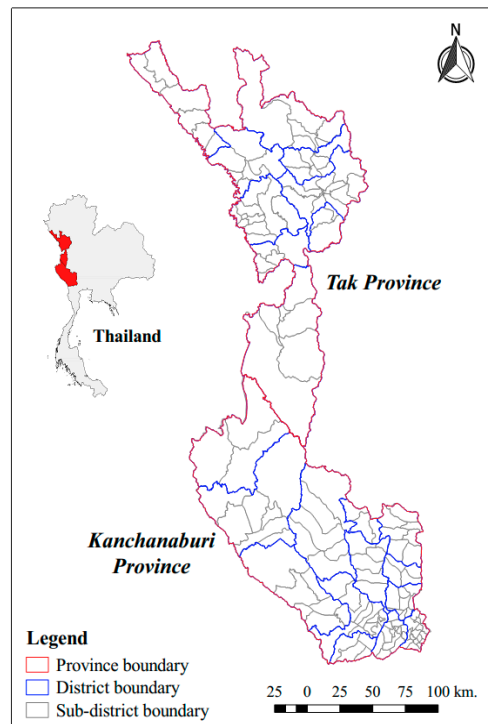 N
Tak Province
Thailand
Kanchanaburi
Province
Legend
Province boundary
District boundary
Sub-district boundary
25 0 25 50 75 100 km.